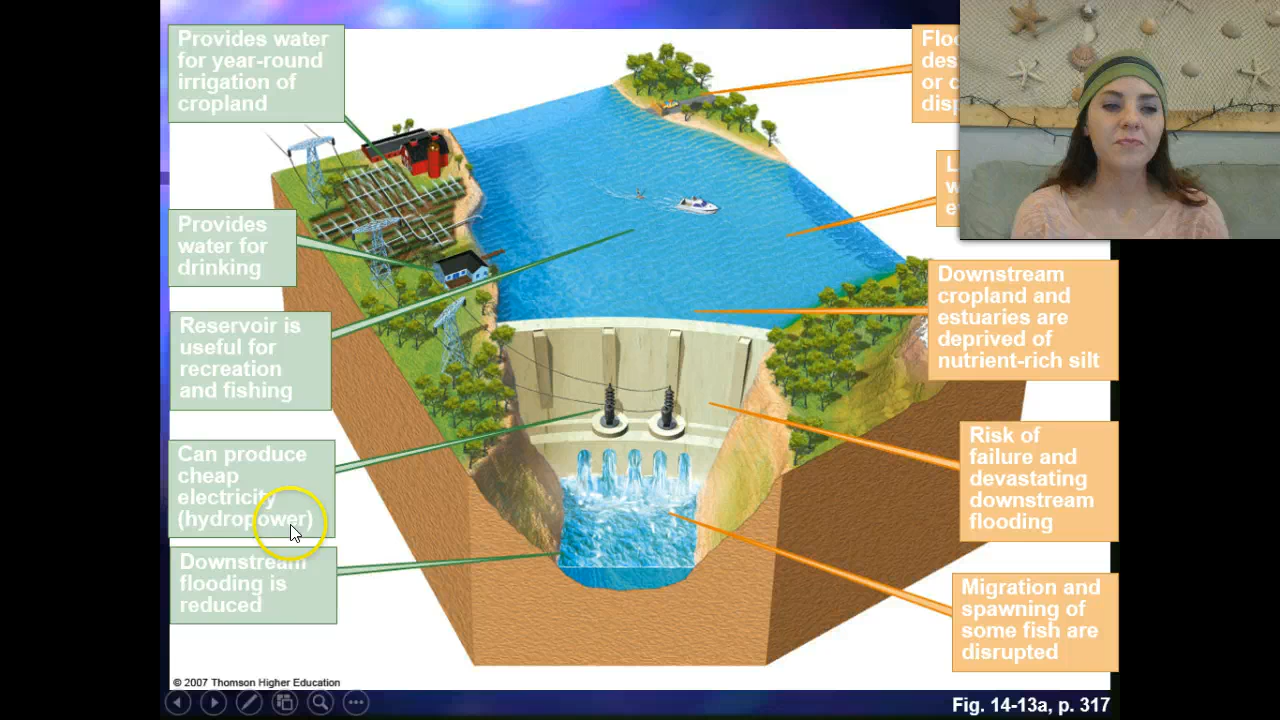 Provides water
for year-round
irrigation of
cropland
Provides
water for
drinking
Reservoir is
useful for
recreation
and fishing
Can produce
cheap
electricity
(hydropower)
Downstream
flooding is
reduced
or
Downstream
cropland and
estuaries are
deprived of
nutrient-rich silt
Risk of
failure and
devastating
downstream
flooding
Migration and
spawning of
some fish are
disrupted
© 2007 Thomson Higher Education
Fig. 14-13a, p. 317